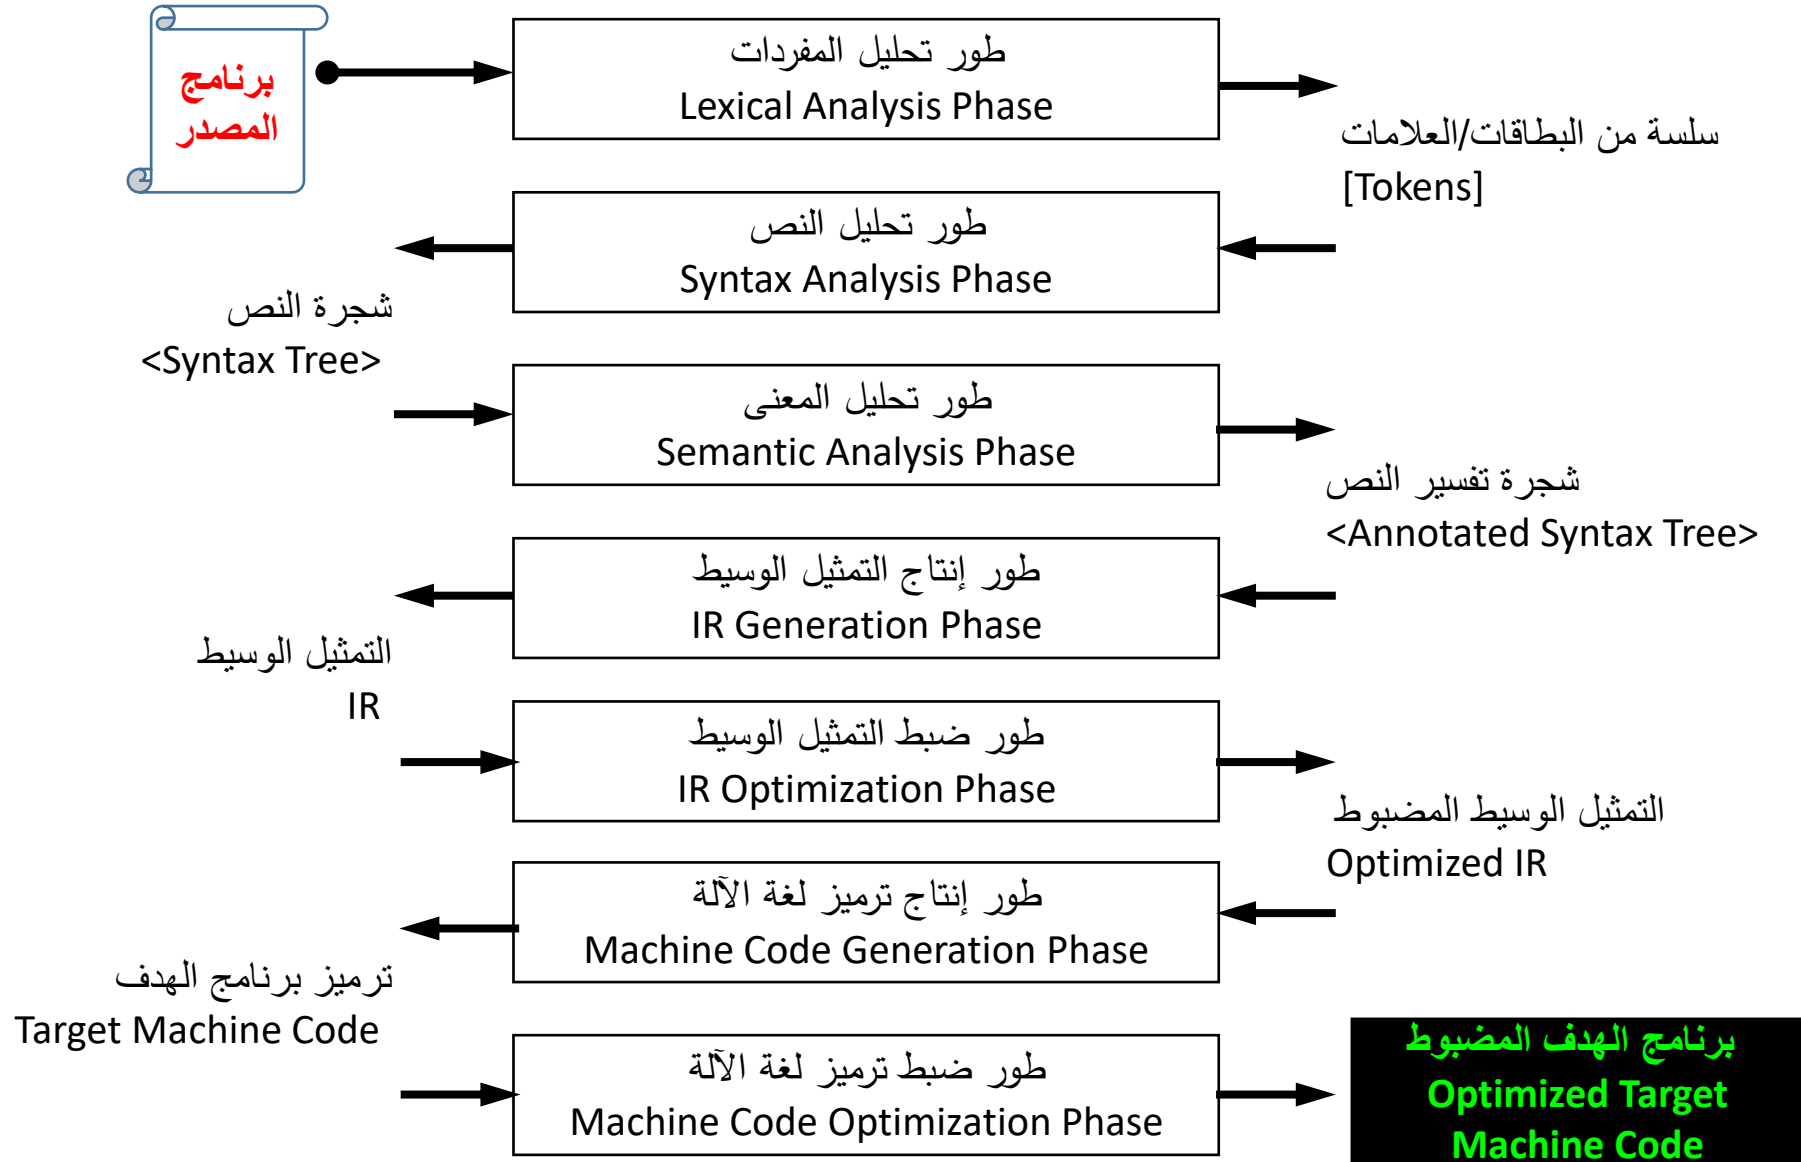 برنامج
المصدر
طور تحليل المفردات
Lexical Analysis Phase
سلسة من البطاقات/العلامات
[Tokens]
طور تحليل النص
Syntax Analysis Phase
شجرة النص
<Syntax Tree>
طور تحليل المعنى
Semantic Analysis Phase
شجرة تفسير النص
<Annotated Syntax Tree>
طور إنتاج التمثيل الوسيط
IR Generation Phase
التمثيل الوسيط
IR
طور ضبط التمثيل الوسيط
IR Optimization Phase
التمثيل الوسيط المضبوط
Optimized IR
طور إنتاج ترميز لغة الآلة
Machine Code Generation Phase
ترميز برنامج الهدف
Target Machine Code
طور ضبط ترميز لغة الآلة
Machine Code Optimization Phase
برنامج الهدف المضبوط
Optimized Target
Machine Code